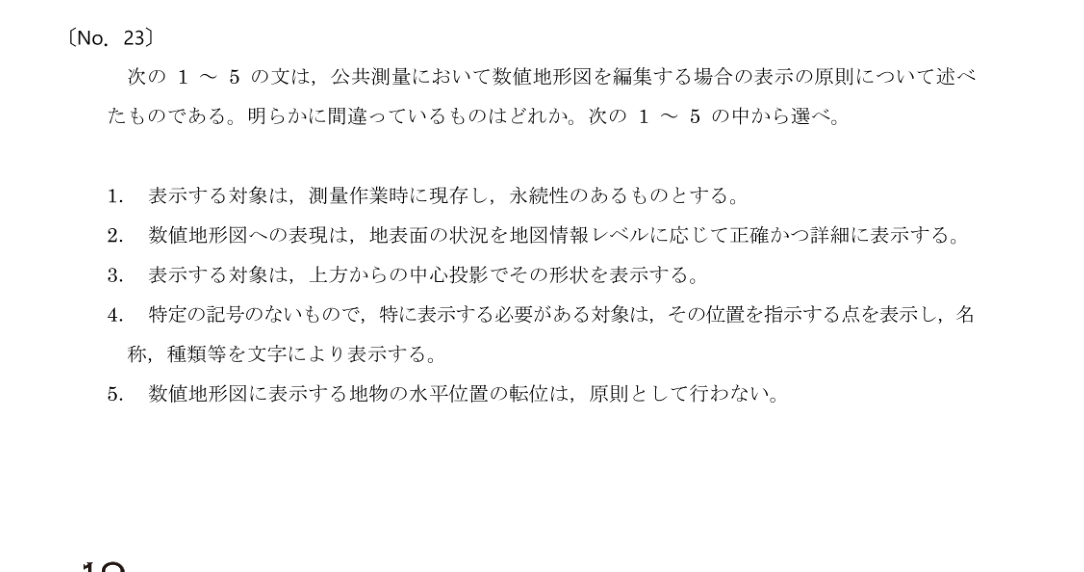 〔No. 23〕
次の 1 ～ 5 の文は，公共測量において数値地形図を編集する場合の表示の原則について述べ
たものである。明らかに間違っているものはどれか。次の 1 ～ 5 の中から選べ。
1. 表示する対象は，測量作業時に現存し，永続性のあるものとする。
2. 数値地形図への表現は，地表面の状況を地図情報レベルに応じて正確かつ詳細に表示する。
3. 表示する対象は，上方からの中心投影でその形状を表示する。
4. 特定の記号のないもので，特に表示する必要がある対象は，その位置を指示する点を表示し，名
称，種類等を文字により表示する。
5. 数値地形図に表示する地物の水平位置の転位は，原則として行わない。